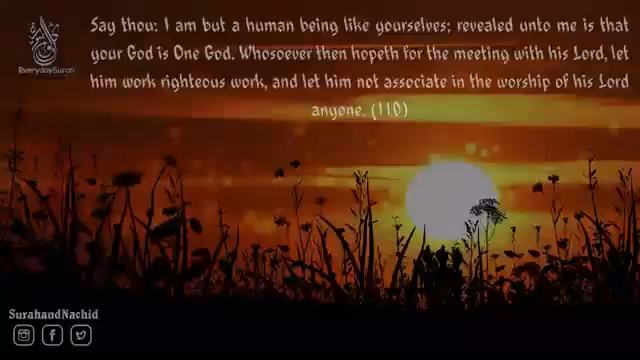 Say thou: I am but a human being like yourselves; revealed unto me is that
your God is One God. Whosoever then hopeth for the meeting with his Lord, let
him work righteous work, and let him not associate in the worship of his Lord
anyone. (110)
EverydaySurah
SurahandNachid